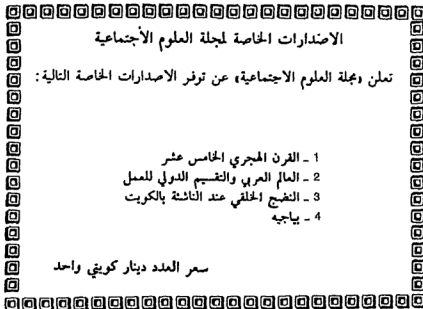 الاصدارات الخاصة لمجلة العلوم الأجتماعية
تعلن «مجلة العلوم الاجتماعية» عن توفر الاصدارات الخاصة التالية :
1 ـ القرن الهجري الخامس عشر
2 ـ العالم العربي والتقسيم الدولي للعمل
3 ـ النضج الخلقي عند الناشئة بالكويت
4 ـ بياجيه
سعر العدد دينار كويتي واحد